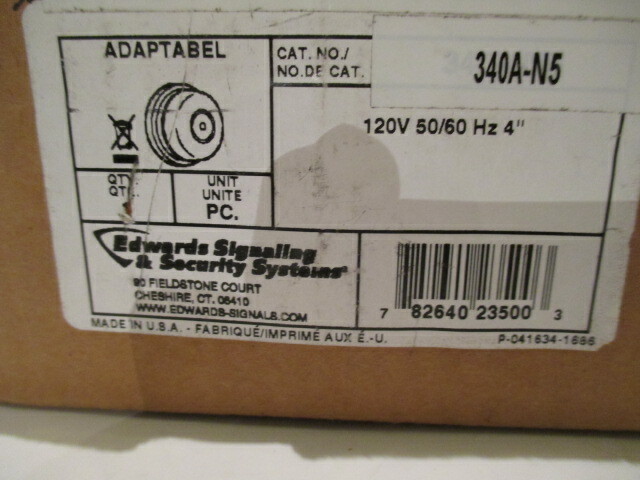 ADAPTABEL
CAT. NO./
NO. DE CAT.
340A-N5
120V 50/60 Hz 4"
QTY.
QTÉ.
UNIT
UNITE
PC.
Edwards Signaling
& Security Systems
90 FIELDSTONE COURT
CHESHIRE, CT. 06410
WWW.EDWARDS-SIGNALS.COM
7 82640 23500 3
MADE IN U.S.A. - FABRIQUÉ/IMPRIMÉ AUX É.-U.
P-041634-1686